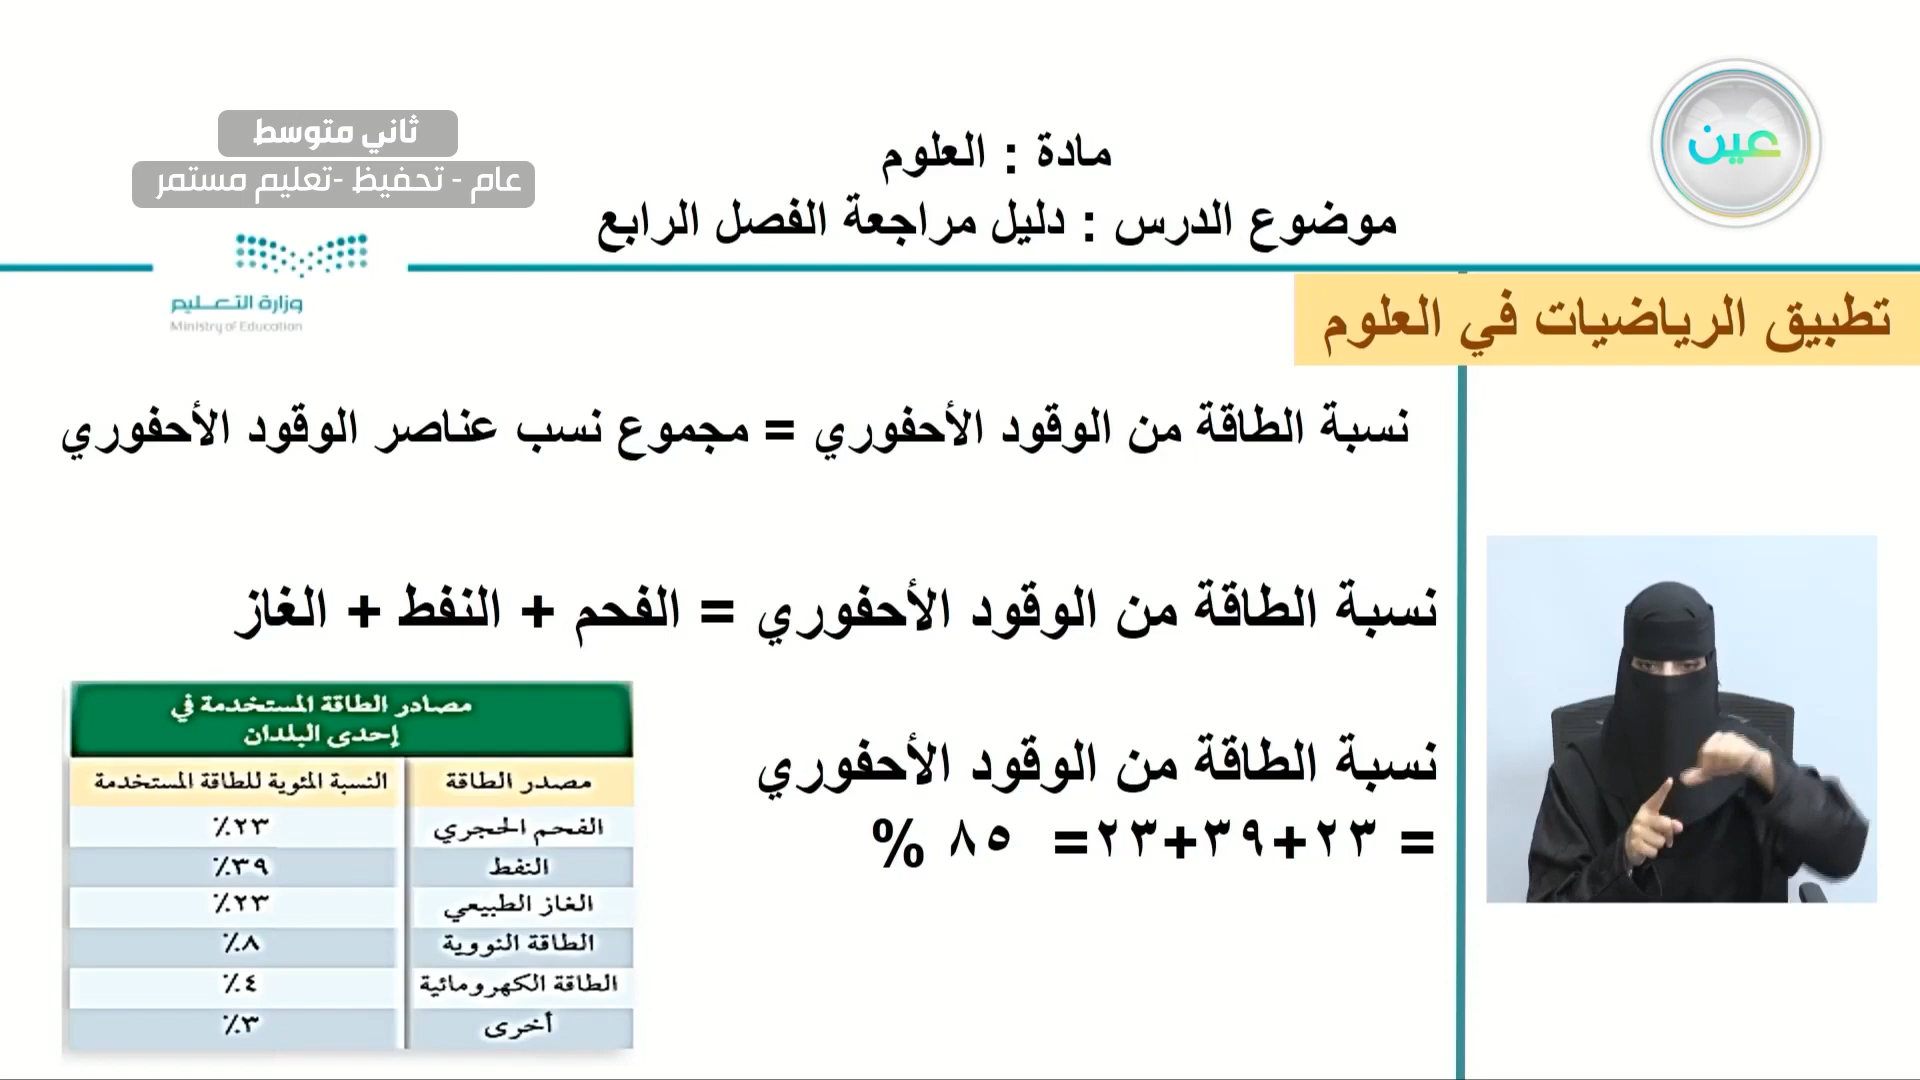 عين
ثاني متوسط
عام - تحفيظ -تعليم مستمر
مادة : العلوم
موضوع الدرس : دليل مراجعة الفصل الرابع
وزارة التعليم
Ministry of Education
تطبيق الرياضيات في العلوم
نسبة الطاقة من الوقود الأحفوري = مجموع نسب عناصر الوقود الأحفوري
نسبة الطاقة من الوقود الأحفوري = الفحم + النفط + الغاز
نسبة الطاقة من الوقود الأحفوري
= ٢٣+٣٩+٢٣= ٨٥ %
مصادر الطاقة المستخدمة في
إحدى البلدان
مصدر الطاقة النسبة المئوية للطاقة المستخدمة
الفحم الحجري ٢٣٪
النفط ٣٩٪
الغاز الطبيعي ٢٣٪
الطاقة النووية ٨٪
الطاقة الكهرومائية ٤٪
أخرى ٣٪